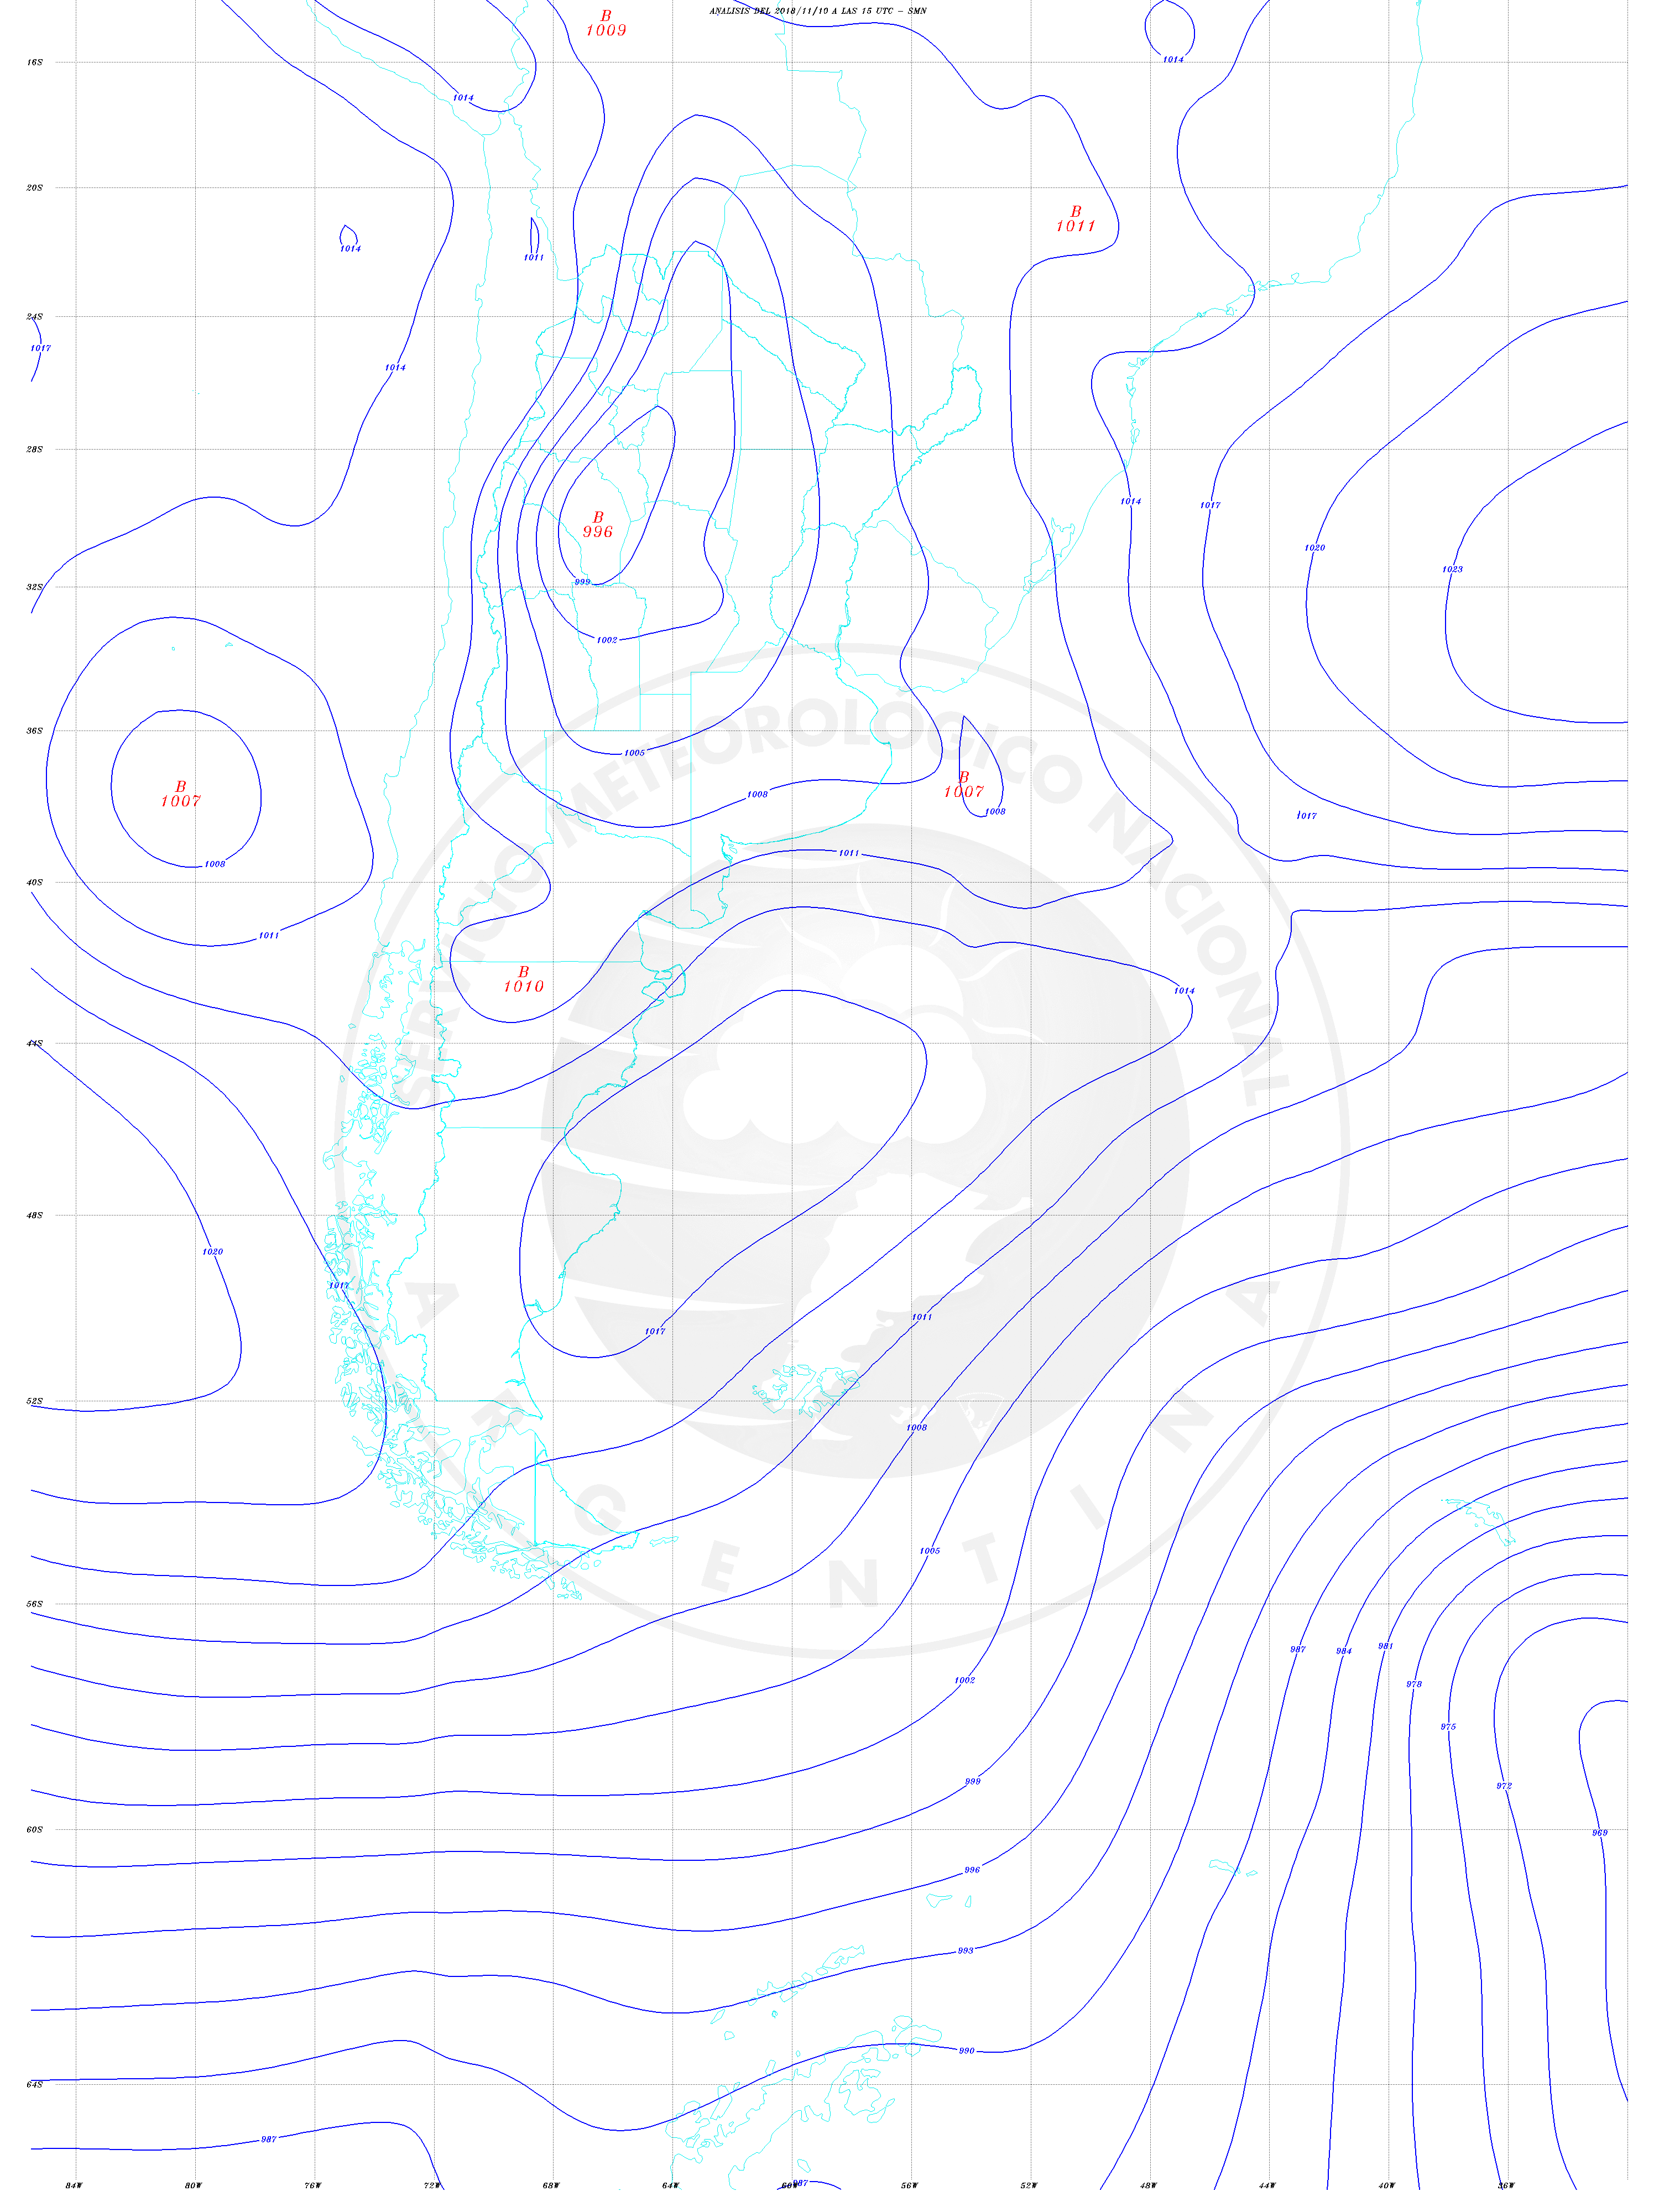 ANALISIS DEL 2018/11/10 A LAS 15 UTC - SMN
B
1009
1014
16S
1014
20S
B
1011
1014
1011
24S
1017
1014
28S
1014
1017
B
996
1020
1023
999
32S
1002
36S
1005
B
1007
B
1007
1008
1008
1017
1011
1008
40S
1011
B
1010
1014
44S
48S
1020
1017
1011
1017
52S
1008
1005
56S
987
984
981
1002
978
975
999
972
60S
969
996
993
990
64S
987
987
84W
80W
76W
72W
68W
64W
60W
56W
52W
48W
44W
40W
36W
SERVICIO METEOROLÓGICO NACIONAL
ARGENTINA